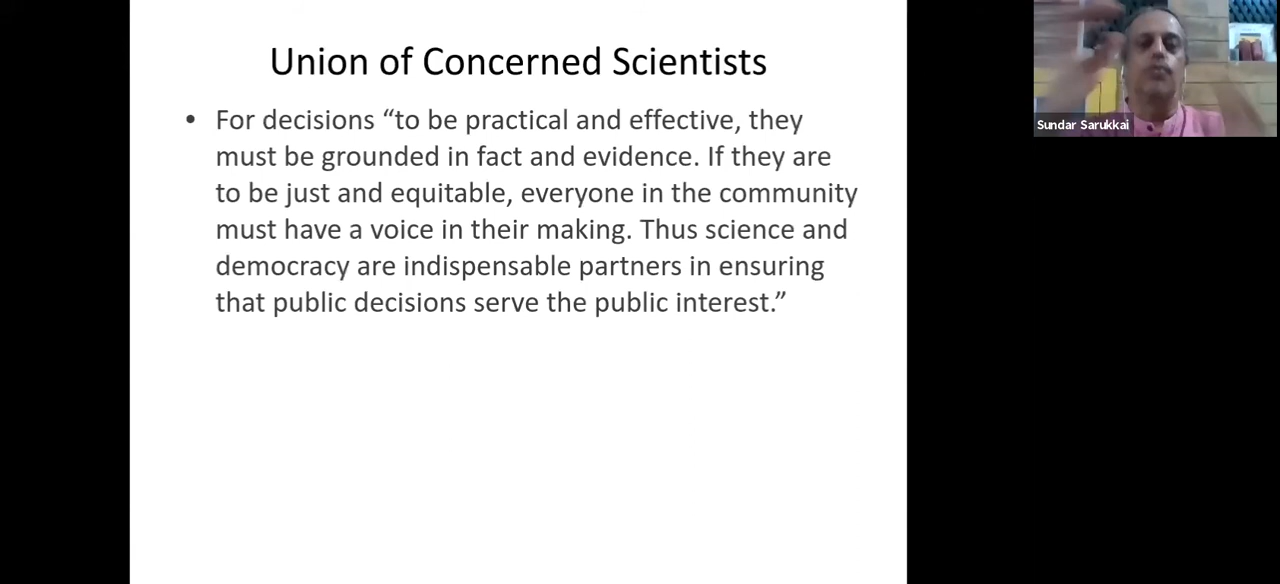 Union of Concerned Scientists
• For decisions “to be practical and effective, they
must be grounded in fact and evidence. If they are
to be just and equitable, everyone in the community
must have a voice in their making. Thus science and
democracy are indispensable partners in ensuring
that public decisions serve the public interest.”
Sundar Sarukkai